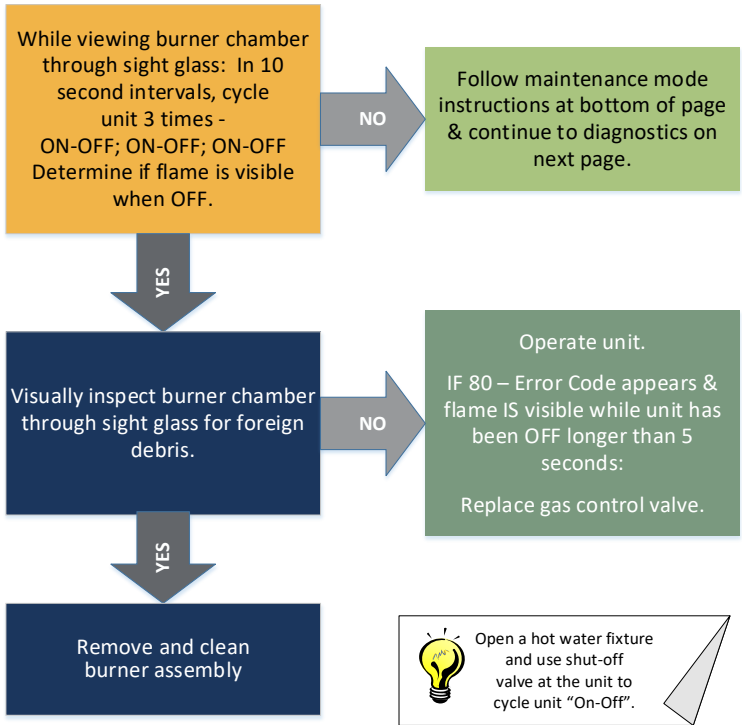 While viewing burner chamber
through sight glass:  In 10
second intervals, cycle
unit 3 times -
ON-OFF; ON-OFF; ON-OFF
Determine if flame is visible
when OFF.
NO
Follow maintenance mode
instructions at bottom of page
& continue to diagnostics on
next page.
YES
Visually inspect burner chamber
through sight glass for foreign
debris.
NO
Operate unit.
IF 80 – Error Code appears &
flame IS visible while unit has
been OFF longer than 5
seconds:
Replace gas control valve.
YES
Remove and clean
burner assembly
Open a hot water fixture
and use shut-off
valve at the unit to
cycle unit “On-Off”.